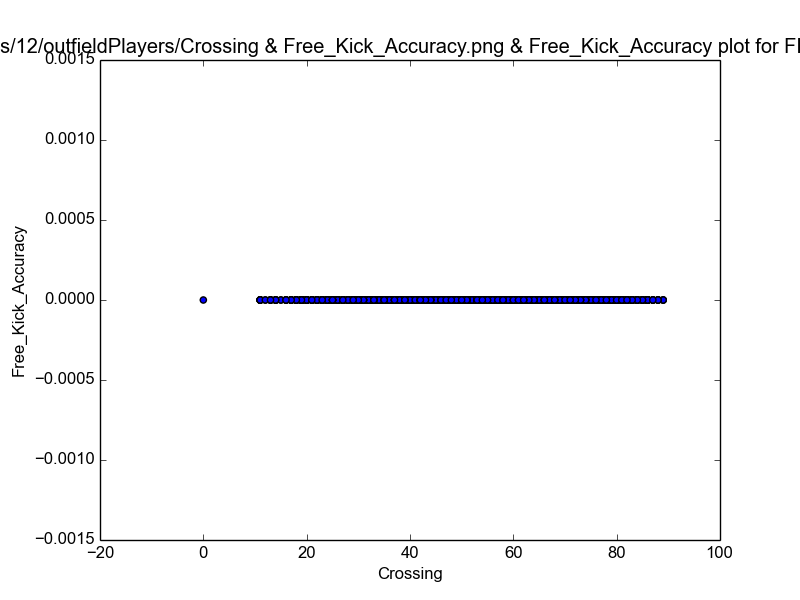 s/12/outfieldPlayers/Crossing & Free_Kick_Accuracy.png & Free_Kick_Accuracy plot for FI
0.0015
0.0010
0.0005
0.0000
−0.0005
−0.0010
−0.0015
Free_Kick_Accuracy
−20 0 20 40 60 80 100
Crossing